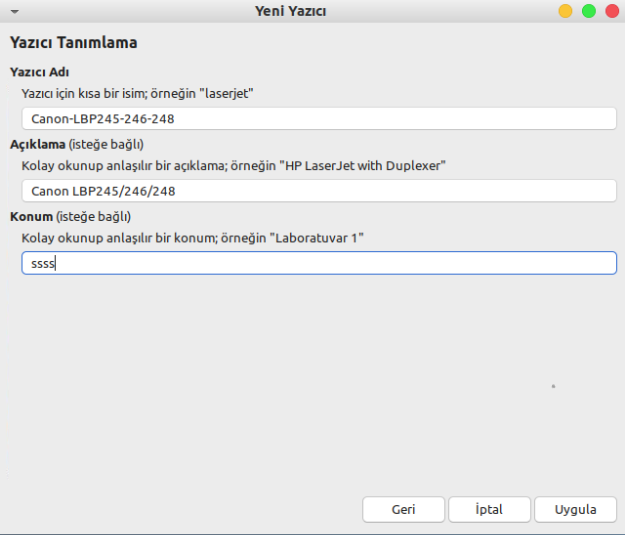 Yeni Yazıcı
Yazıcı Tanımlama
Yazıcı Adı
Yazıcı için kısa bir isim; örneğin "laserjet"
Canon-LBP245-246-248
Açıklama (isteğe bağlı)
Kolay okunup anlaşılır bir açıklama; örneğin "HP LaserJet with Duplexer"
Canon LBP245/246/248
Konum (isteğe bağlı)
Kolay okunup anlaşılır bir konum; örneğin "Laboratuvar 1"
ssss
Geri İptal Uygula